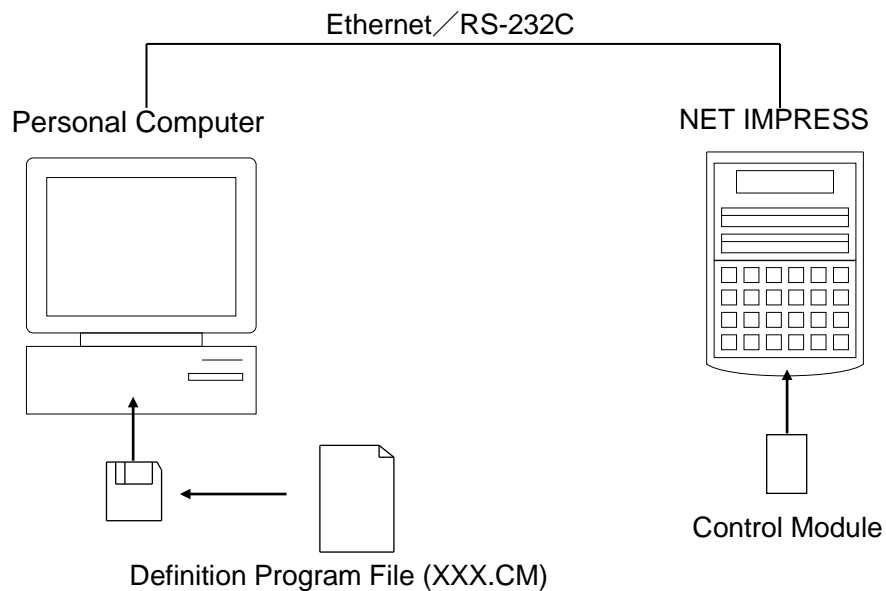 Ethernet／RS-232C
Personal Computer
NET IMPRESS
Control Module
Definition Program File (XXX.CM)